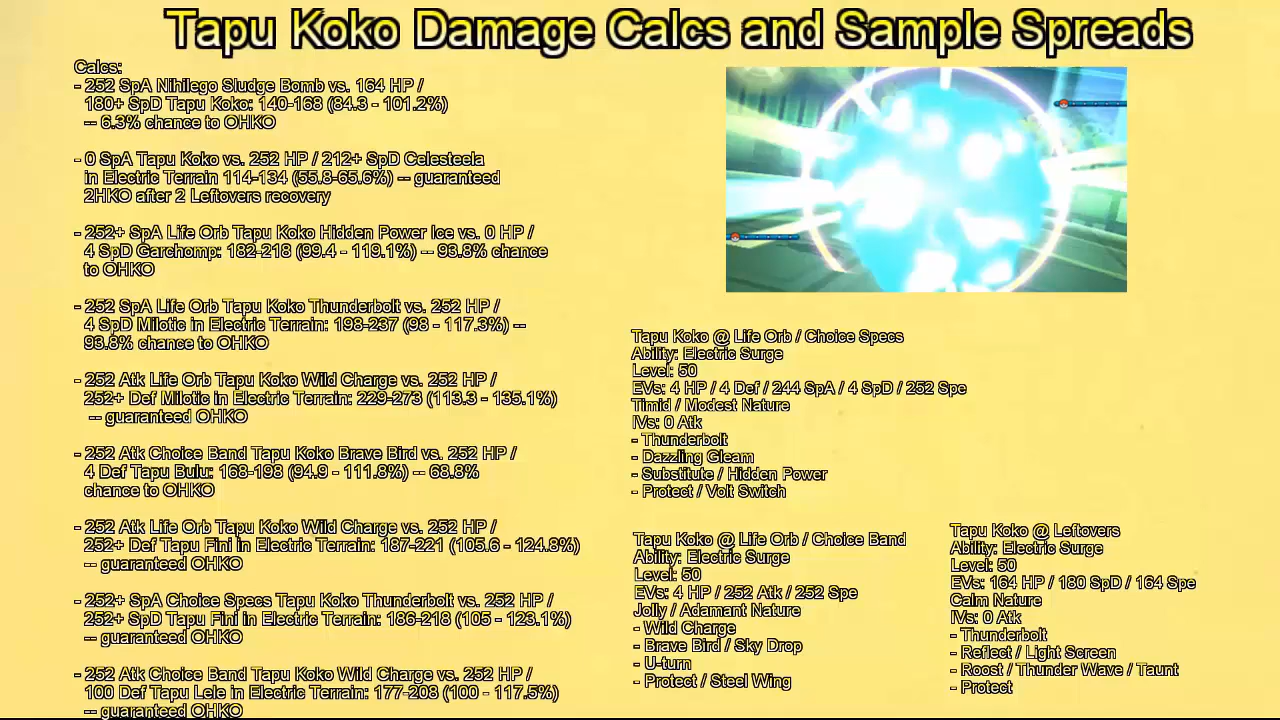 Tapu Koko Damage Calcs and Sample Spreads
Calcs:
- 252 SpA Nihilego Sludge Bomb vs. 164 HP /
180+ SpD Tapu Koko: 140-168 (84.3 - 101.2%)
-- 6.3% chance to OHKO
- 0 SpA Tapu Koko vs. 252 HP / 212+ SpD Celesteela
in Electric Terrain 114-134 (55.8-65.6%) -- guaranteed
2HKO after 2 Leftovers recovery
- 252+ SpA Life Orb Tapu Koko Hidden Power Ice vs. 0 HP /
4 SpD Garchomp: 182-218 (99.4 - 119.1%) -- 93.8% chance
to OHKO
- 252 SpA Life Orb Tapu Koko Thunderbolt vs. 252 HP /
4 SpD Milotic in Electric Terrain: 198-237 (98 - 117.3%) --
93.8% chance to OHKO
- 252 Atk Life Orb Tapu Koko Wild Charge vs. 252 HP /
252+ Def Milotic in Electric Terrain: 229-273 (113.3 - 135.1%)
-- guaranteed OHKO
- 252 Atk Choice Band Tapu Koko Brave Bird vs. 252 HP /
4 Def Tapu Bulu: 168-198 (94.9 - 111.8%) -- 68.8%
chance to OHKO
- 252 Atk Life Orb Tapu Koko Wild Charge vs. 252 HP /
252+ Def Tapu Fini in Electric Terrain: 187-221 (105.6 - 124.8%)
-- guaranteed OHKO
- 252+ SpA Choice Specs Tapu Koko Thunderbolt vs. 252 HP /
252+ SpD Tapu Fini in Electric Terrain: 186-218 (105 - 123.1%)
-- guaranteed OHKO
- 252 Atk Choice Band Tapu Koko Wild Charge vs. 252 HP /
100 Def Tapu Lele in Electric Terrain: 177-208 (100 - 117.5%)
-- guaranteed OHKO
Tapu Koko @ Life Orb / Choice Specs
Ability: Electric Surge
Level: 50
EVs: 4 HP / 4 Def / 244 SpA / 4 SpD / 252 Spe
Timid / Modest Nature
IVs: 0 Atk
- Thunderbolt
- Dazzling Gleam
- Substitute / Hidden Power
- Protect / Volt Switch
Tapu Koko @ Life Orb / Choice Band
Ability: Electric Surge
Level: 50
EVs: 4 HP / 252 Atk / 252 Spe
Jolly / Adamant Nature
- Wild Charge
- Brave Bird / Sky Drop
- U-turn
- Protect / Steel Wing
Tapu Koko @ Leftovers
Ability: Electric Surge
Level: 50
EVs: 164 HP / 180 SpD / 164 Spe
Calm Nature
IVs: 0 Atk
- Thunderbolt
- Reflect / Light Screen
- Roost / Thunder Wave / Taunt
- Protect